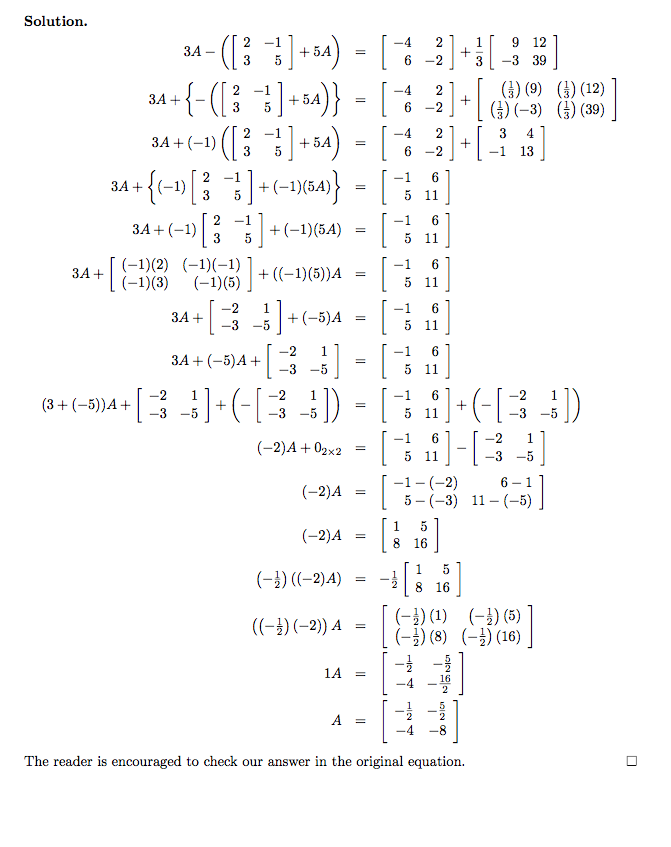 Solution.
3A − ([2 −1; 3 5] + 5A) = [−4 2; 6 −2] + 1/3 [9 12; −3 39]
3A + {−([2 −1; 3 5] + 5A)} = [−4 2; 6 −2] + [(1/3)(9) (1/3)(12); (1/3)(−3) (1/3)(39)]
3A + (−1)([2 −1; 3 5] + 5A) = [−4 2; 6 −2] + [3 4; −1 13]
3A + {(−1)[2 −1; 3 5] + (−1)(5A)} = [−1 6; 5 11]
3A + (−1)[2 −1; 3 5] + (−1)(5A) = [−1 6; 5 11]
3A + [(−1)(2) (−1)(−1); (−1)(3) (−1)(5)] + ((−1)(5))A = [−1 6; 5 11]
3A + [−2 1; −3 −5] + (−5)A = [−1 6; 5 11]
3A + (−5)A + [−2 1; −3 −5] = [−1 6; 5 11]
(3 + (−5))A + [−2 1; −3 −5] + (−[−2 1; −3 −5]) = [−1 6; 5 11] + (−[−2 1; −3 −5])
(−2)A + 0₂ₓ₂ = [−1 6; 5 11] − [−2 1; −3 −5]
(−2)A = [−1 − (−2) 6 − 1; 5 − (−3) 11 − (−5)]
(−2)A = [1 5; 8 16]
(−1/2)((−2)A) = −1/2 [1 5; 8 16]
((−1/2)(−2))A = [(−1/2)(1) (−1/2)(5); (−1/2)(8) (−1/2)(16)]
1A = [−1/2 −5/2; −4 −16/2]
A = [−1/2 −5/2; −4 −8]
The reader is encouraged to check our answer in the original equation. □